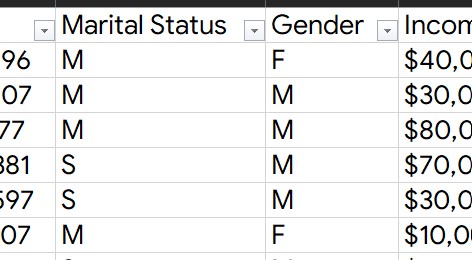 Marital Status Gender Incom
96 M F $40,0
07 M M $30,0
77 M M $80,0
381 S M $70,0
597 S M $30,0
07 M F $10,0